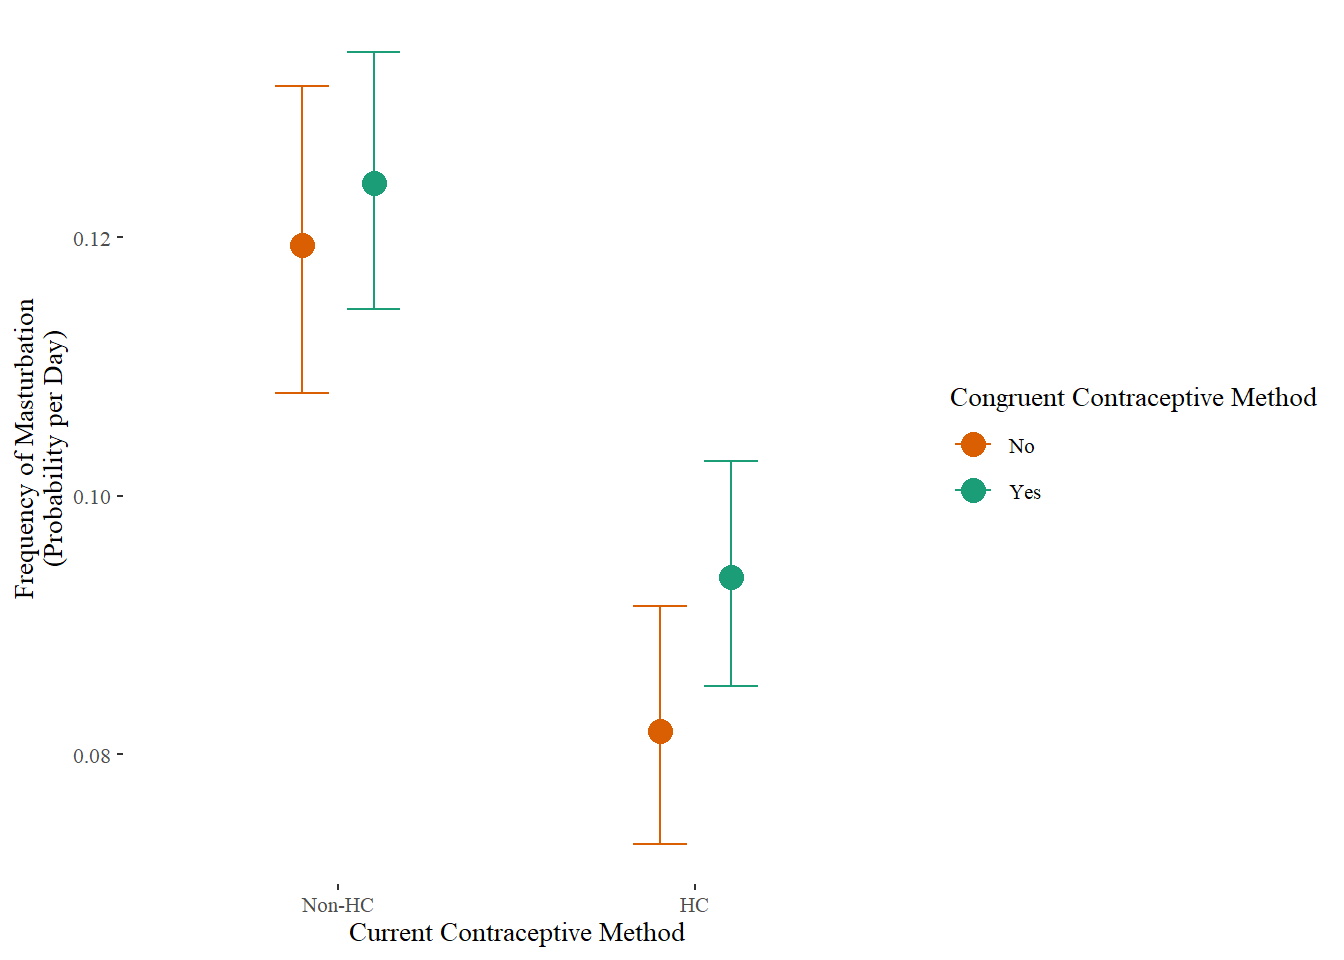 Frequency of Masturbation
(Probability per Day)
0.12
0.10
0.08
Non-HC
HC
Current Contraceptive Method
Congruent Contraceptive Method
No
Yes